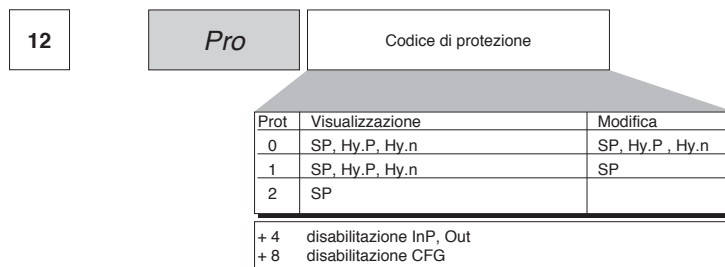 12 Pro Codice di protezione
Prot Visualizzazione Modifica
0 SP, Hy.P, Hy.n SP, Hy.P , Hy.n
1 SP, Hy.P, Hy.n SP
2 SP
+ 4 disabilitazione InP, Out
+ 8 disabilitazione CFG